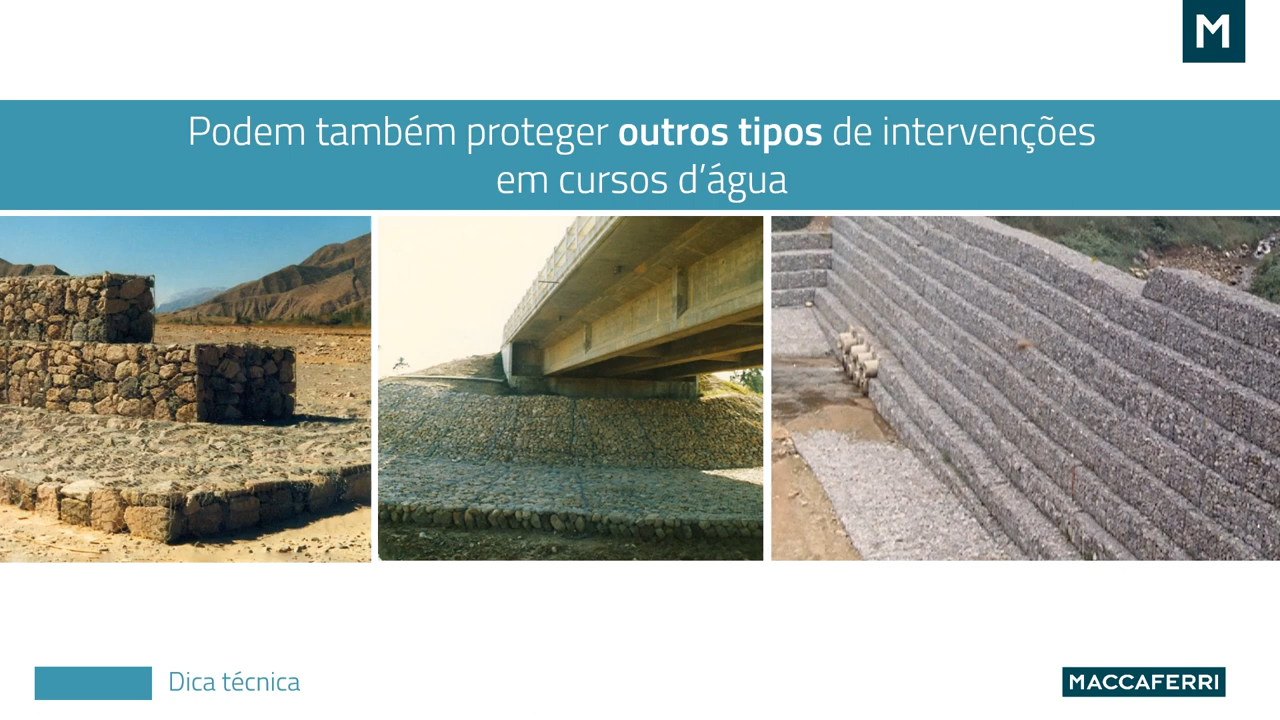 M
Podem também proteger outros tipos de intervenções
em cursos d’água
Dica técnica
MACCAFERRI